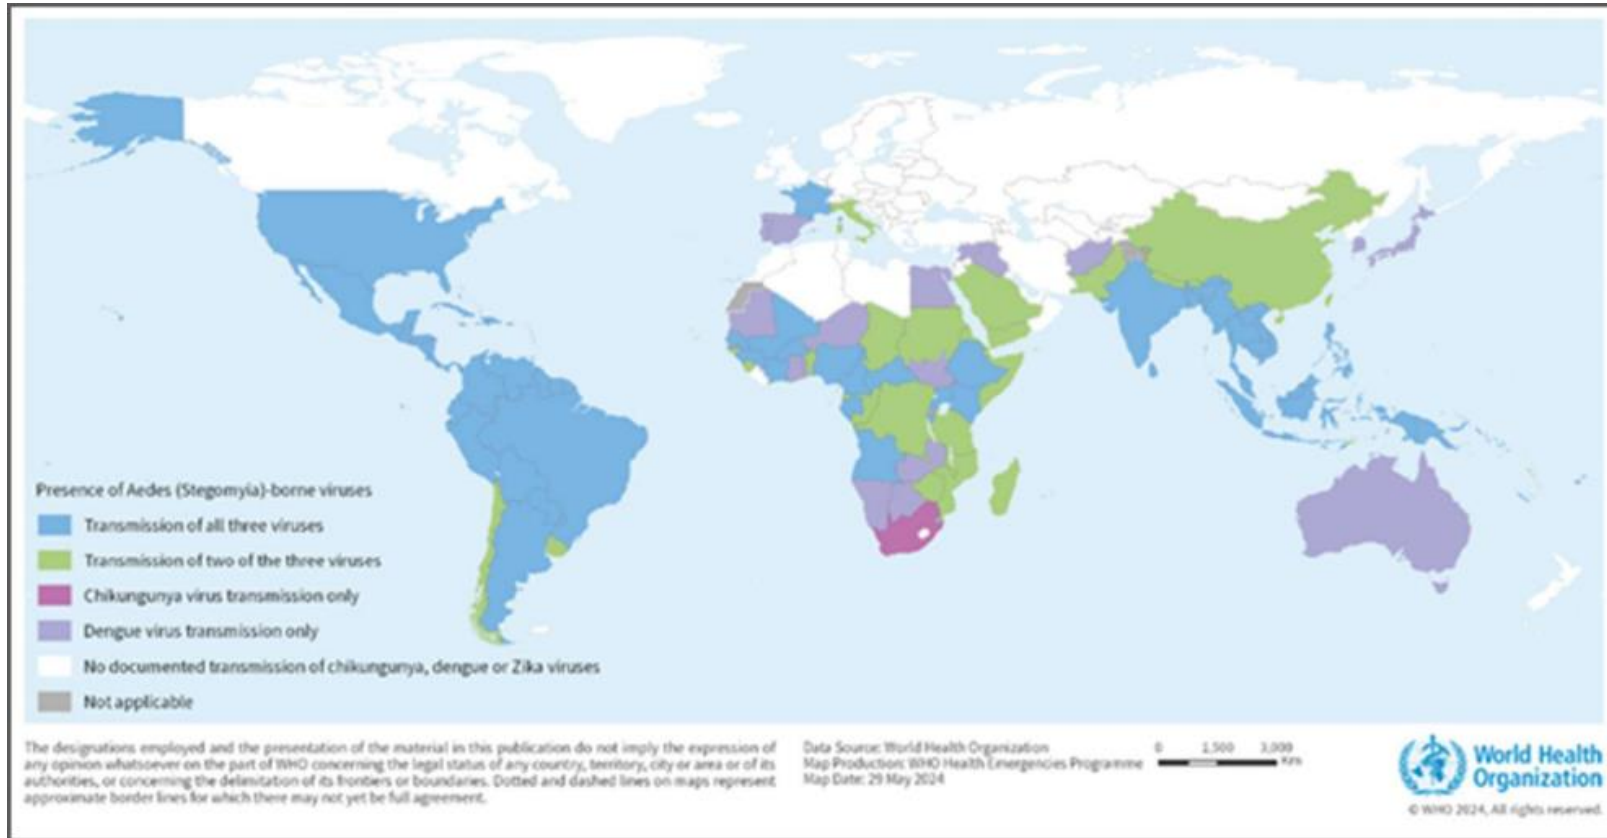 Presence of Aedes (Stegomyia)-borne viruses
Transmission of all three viruses
Transmission of two of the three viruses
Chikungunya virus transmission only
Dengue virus transmission only
No documented transmission of chikungunya, dengue or Zika viruses
Not applicable
The designations employed and the presentation of the material in this publication do not imply the expression of
any opinion whatsoever on the part of WHO concerning the legal status of any country, territory, city or area or of its
authorities, or concerning the delimitation of its frontiers or boundaries. Dotted and dashed lines on maps represent
approximate border lines for which there may not yet be full agreement.
Data Source: World Health Organization
Map Production: WHO Health Emergencies Programme
Map Date: 29 May 2024
0 1,500 3,000
Km
World Health
Organization
© WHO 2024, All rights reserved.